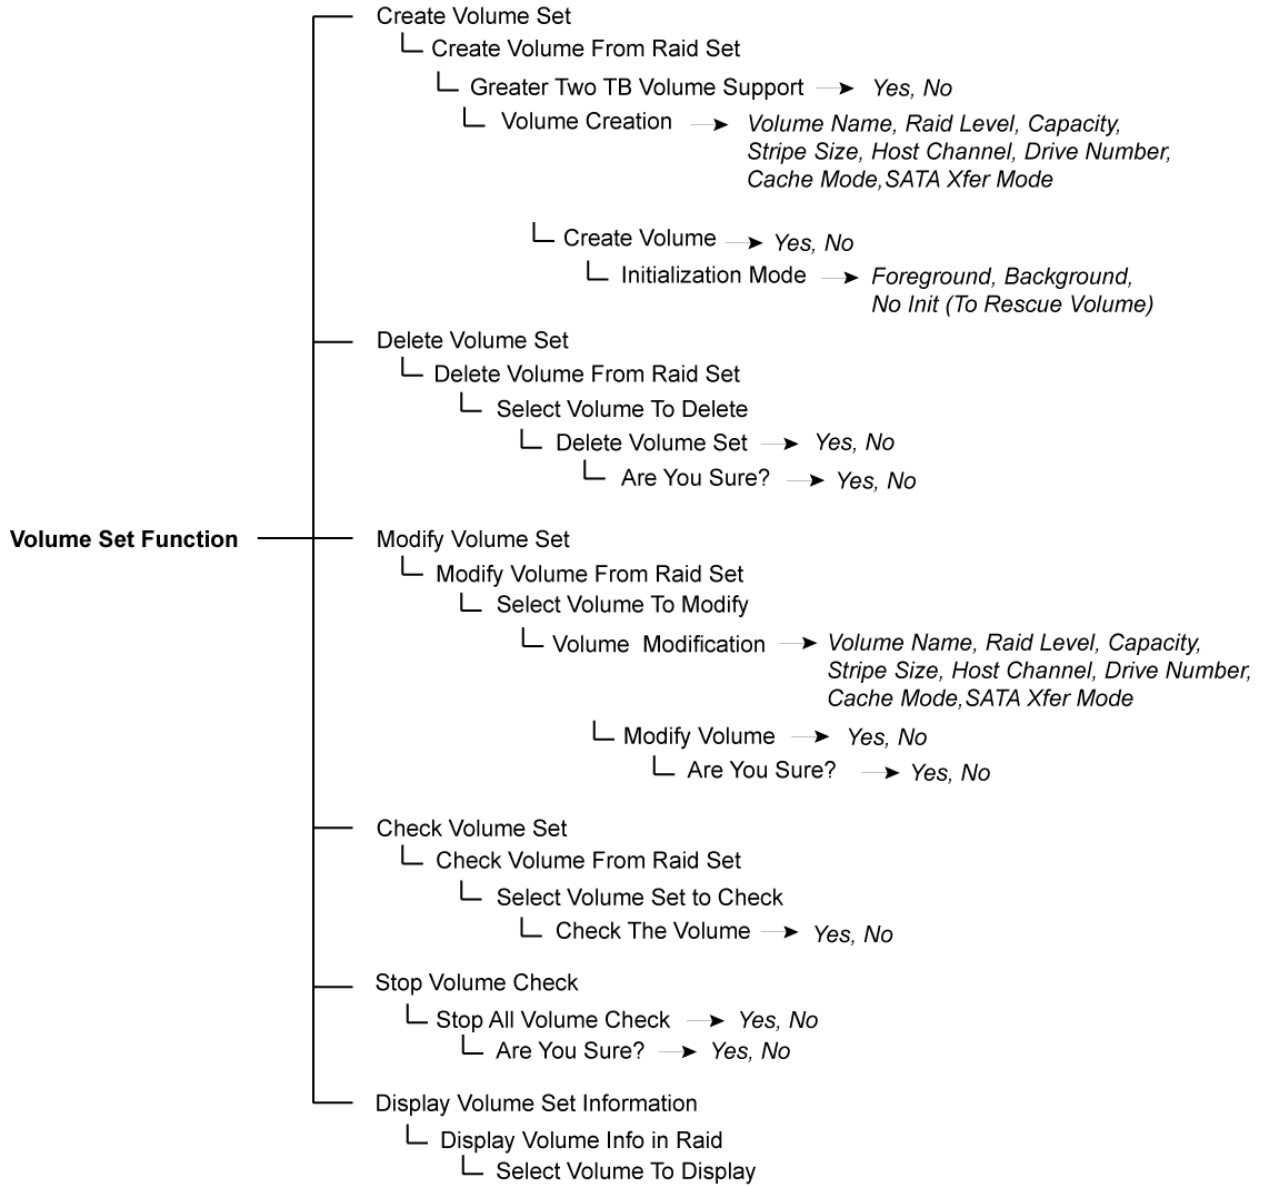 Create Volume Set
Create Volume From Raid Set
Greater Two TB Volume Support Yes, No
Volume Creation Volume Name, Raid Level, Capacity,
Stripe Size, Host Channel, Drive Number,
Cache Mode,SATA Xfer Mode
Create Volume Yes, No
Initialization Mode Foreground, Background,
No Init (To Rescue Volume)
Delete Volume Set
Delete Volume From Raid Set
Select Volume To Delete
Delete Volume Set Yes, No
Are You Sure? Yes, No
Volume Set Function Modify Volume Set
Modify Volume From Raid Set
Select Volume To Modify
Volume Modification Volume Name, Raid Level, Capacity,
Stripe Size, Host Channel, Drive Number,
Cache Mode,SATA Xfer Mode
Modify Volume Yes, No
Are You Sure? Yes, No
Check Volume Set
Check Volume From Raid Set
Select Volume Set to Check
Check The Volume Yes, No
Stop Volume Check
Stop All Volume Check Yes, No
Are You Sure? Yes, No
Display Volume Set Information
Display Volume Info in Raid
Select Volume To Display